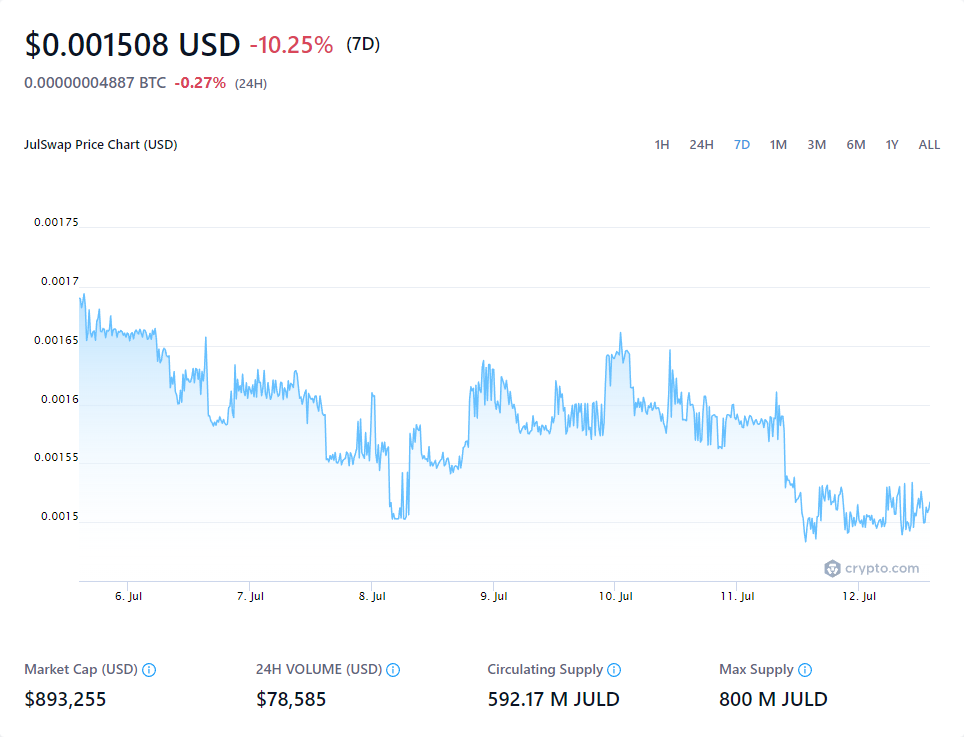 $0.001508 USD -10.25% (7D)
0.00000004887 BTC -0.27% (24H)
JulSwap Price Chart (USD) 1H 24H 7D 1M 3M 6M 1Y ALL
0.00175
0.0017
0.00165
0.0016
0.00155
0.0015
crypto.com
6. Jul 7. Jul 8. Jul 9. Jul 10. Jul 11. Jul 12. Jul
Market Cap (USD) 24H VOLUME (USD) Circulating Supply Max Supply
$893,255 $78,585 592.17 M JULD 800 M JULD